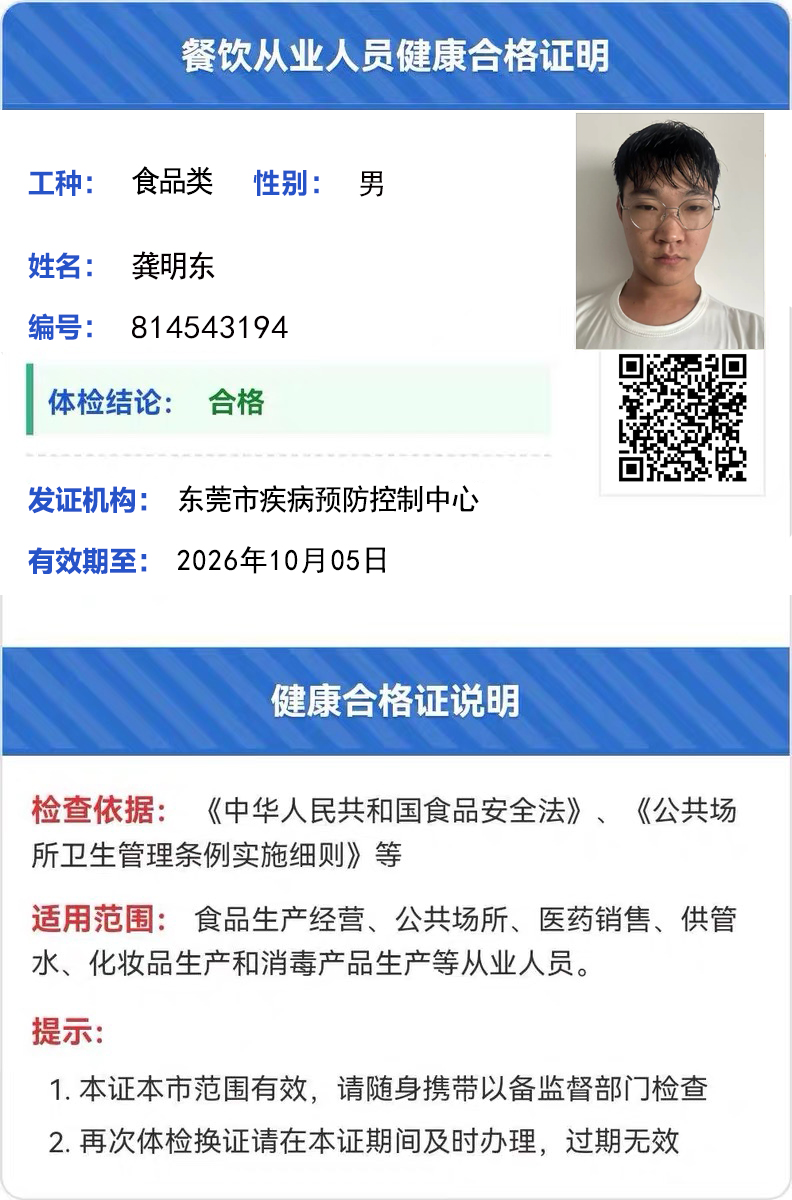 餐饮从业人员健康合格证明
工种： 食品类 性别： 男
姓名： 龚明东
编号： 814543194
体检结论： 合格
发证机构： 东莞市疾病预防控制中心
有效期至： 2026年10月05日
健康合格证说明
检查依据： 《中华人民共和国食品安全法》、《公共场
所卫生管理条例实施细则》等
适用范围： 食品生产经营、公共场所、医药销售、供管
水、化妆品生产和消毒产品生产等从业人员。
提示：
1. 本证本市范围有效，请随身携带以备监督部门检查
2. 再次体检换证请在本证期间及时办理，过期无效